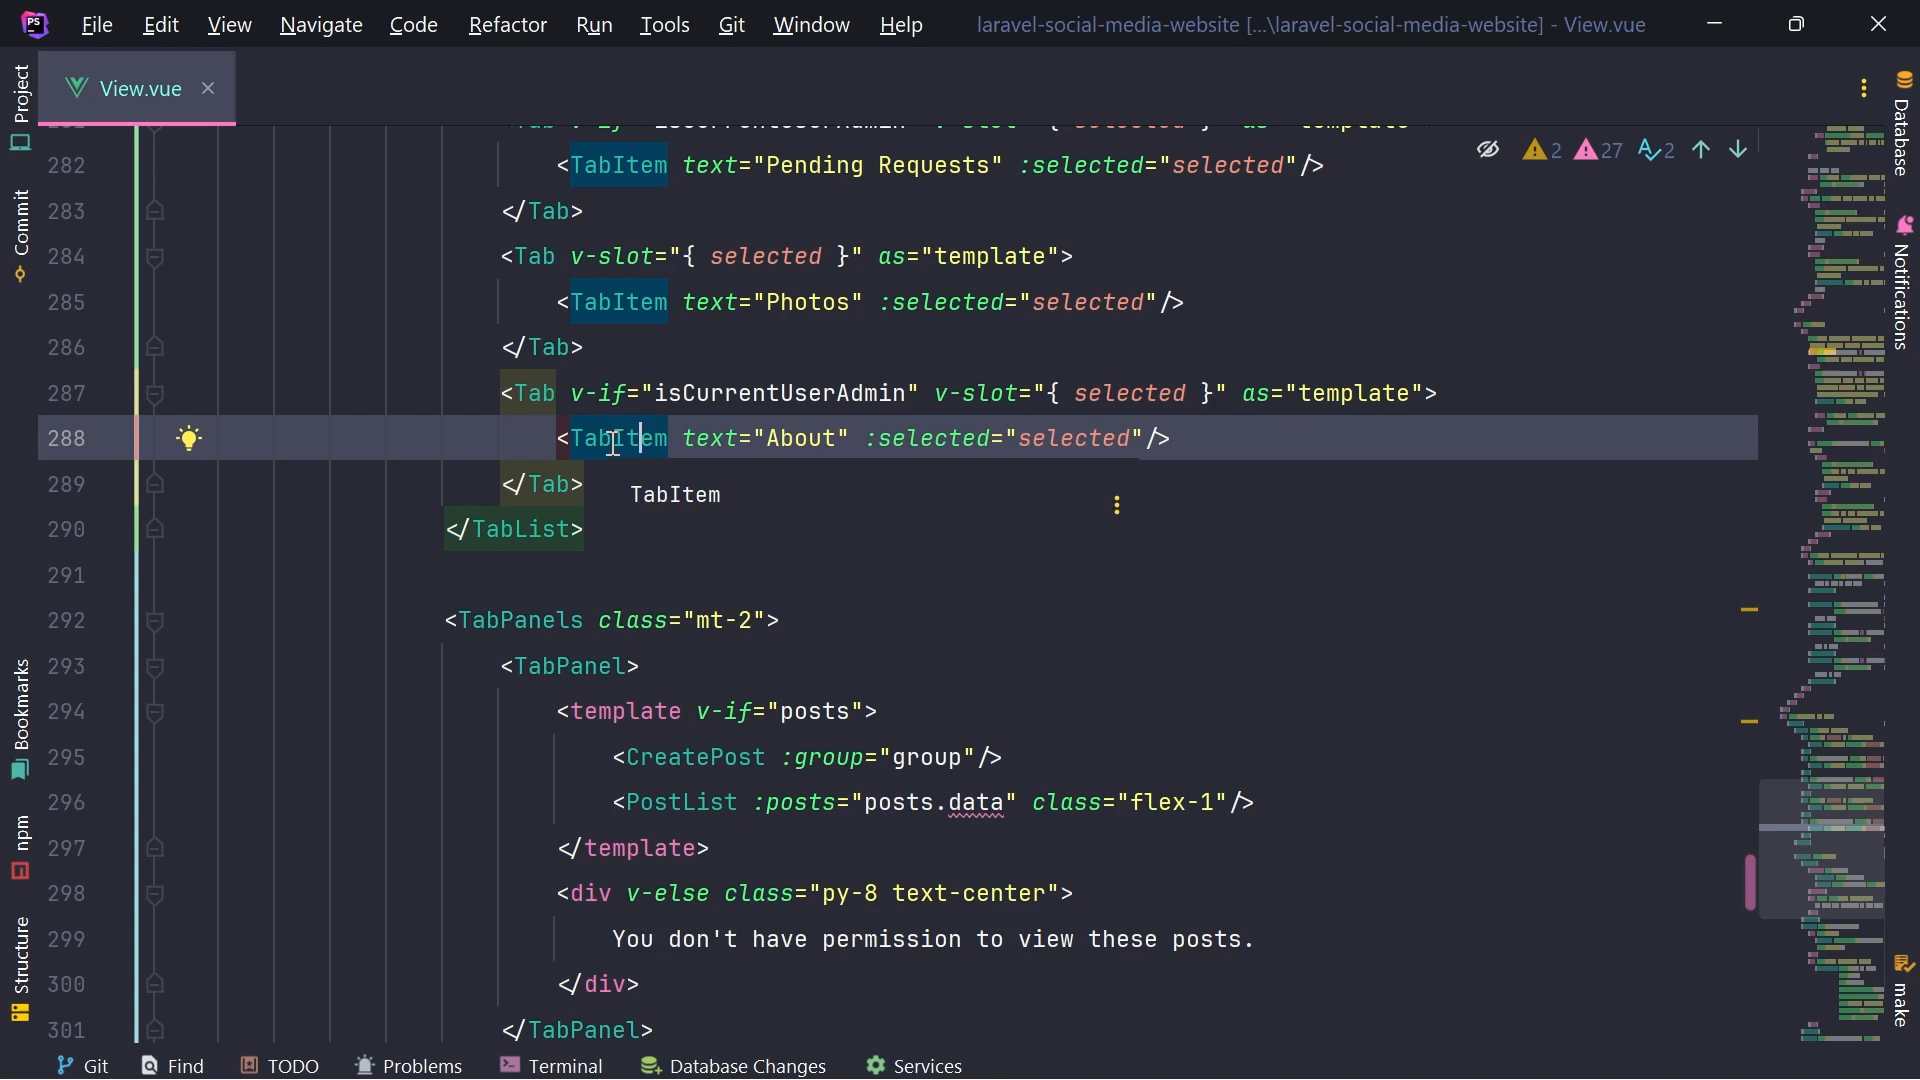 PS File Edit View Navigate Code Refactor Run Tools Git Window Help laravel-social-media-website [...\laravel-social-media-website] - View.vue
View.vue
Project
Commit
Bookmarks
npm
Structure
Database
Notifications
make
2 27 2
282 <TabItem text="Pending Requests" :selected="selected"/>
283 </Tab>
284 <Tab v-slot="{ selected }" as="template">
285 <TabItem text="Photos" :selected="selected"/>
286 </Tab>
287 <Tab v-if="isCurrentUserAdmin" v-slot="{ selected }" as="template">
288 <TabItem text="About" :selected="selected"/>
289 </Tab>
TabItem
290 </TabList>
291
292 <TabPanels class="mt-2">
293 <TabPanel>
294 <template v-if="posts">
295 <CreatePost :group="group"/>
296 <PostList :posts="posts.data" class="flex-1"/>
297 </template>
298 <div v-else class="py-8 text-center">
299 You don't have permission to view these posts.
300 </div>
301 </TabPanel>
Git Find TODO Problems Terminal Database Changes Services